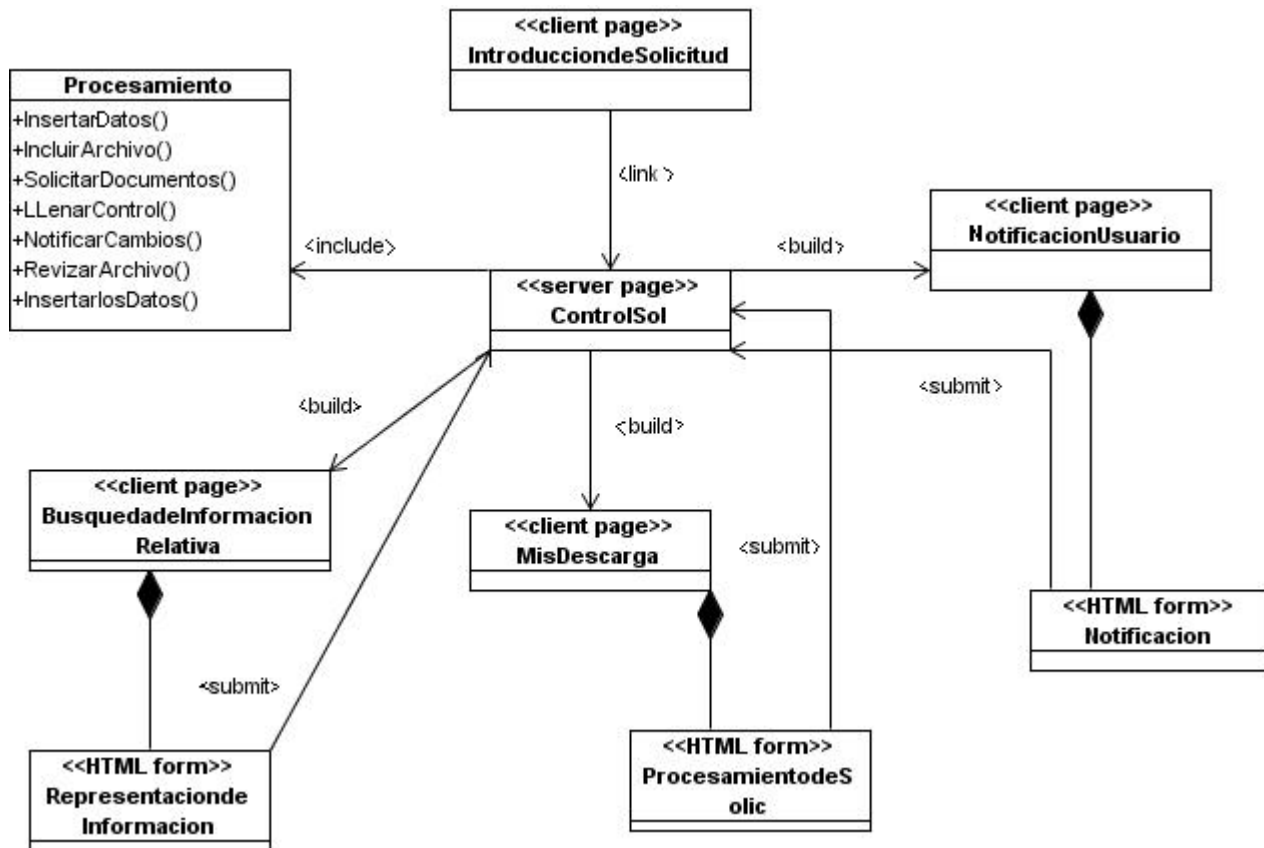 <<client page>>
IntroducciondeSolicitud
Procesamiento
+InsertarDatos()
+IncluirArchivo()
+SolicitarDocumentos()
+LLenarControl()
+NotificarCambios()
+RevizarArchivo()
+InsertarlosDatos()
<link >
<include>
<build>
<<client page>>
NotificacionUsuario
<<server page>>
ControlSol
<submit>
<build>
<build>
<<client page>>
BusquedadeInformacion
Relativa
<<client page>>
MisDescarga
<submit>
<<HTML form>>
Notificacion
<submit>
<<HTML form>>
Representacionde
Informacion
<<HTML form>>
ProcesamientodeS
olic